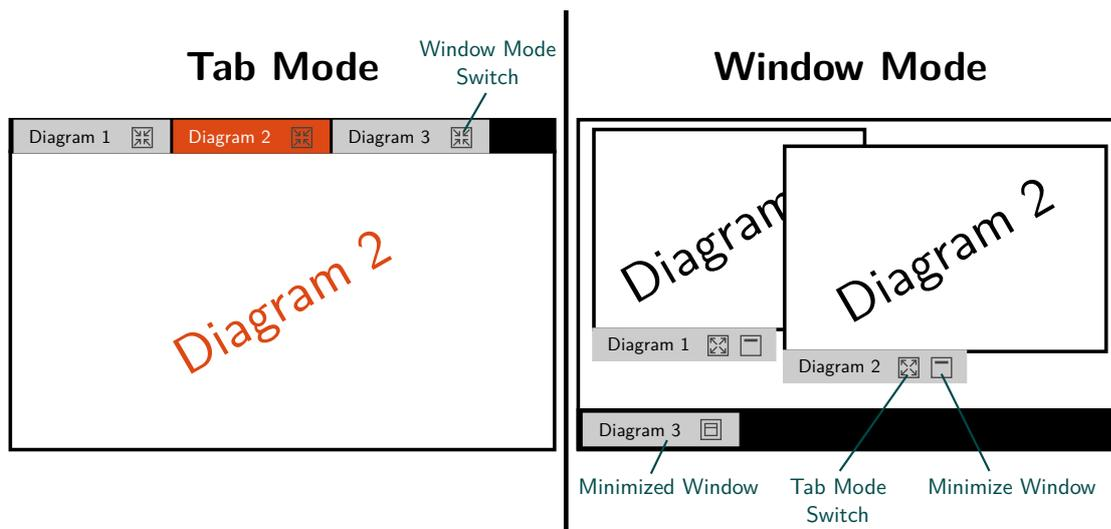 Tab Mode
Window Mode
Switch
Diagram 1
Diagram 2
Diagram 3
Diagram 2
Window Mode
Diagram
Diagram 2
Diagram 1
Diagram 2
Diagram 3
Minimized Window
Tab Mode
Switch
Minimize Window